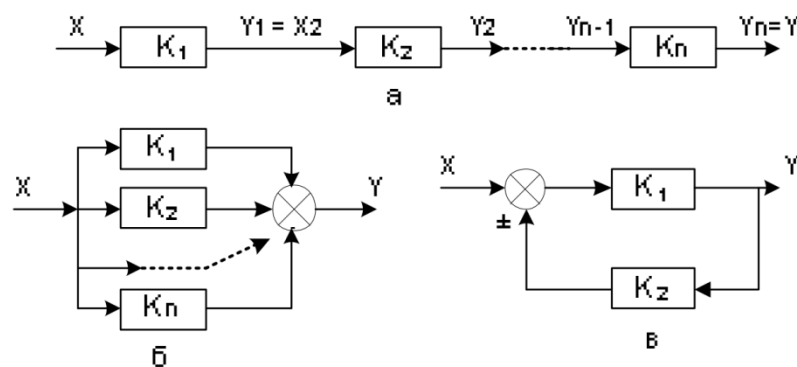 X Y1 = X2 Y2 Yn-1 Yn=Y
K1 K2 Kn
а
K1
X K2 Y
Kn
б
X K1 Y
±
K2
в